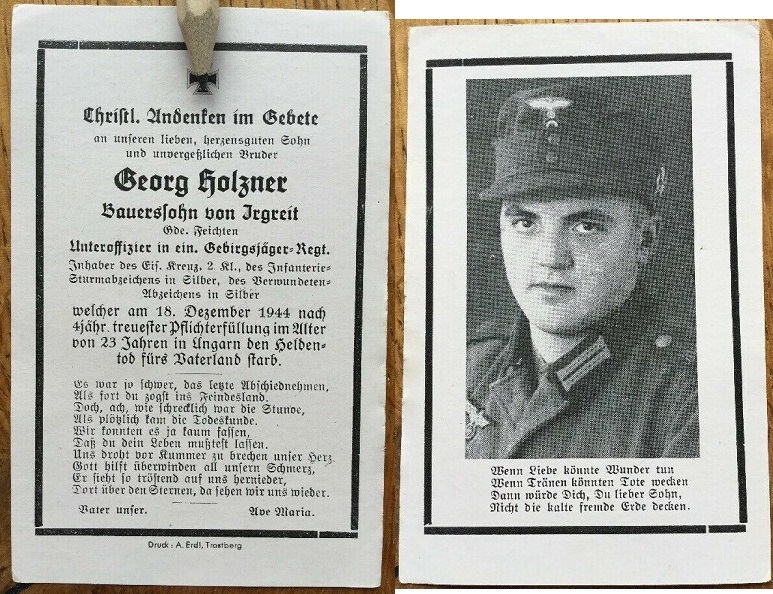 Christl. Andenken im Gebete
an unseren lieben, herzensguten Sohn
und unvergeßlichen Bruder
Georg Holzner
Bauerssohn von Irgreit
Gde. Feichten
Unteroffizier in ein. Gebirgsjäger-Regt.
Inhaber des Eis. Kreuz. 2. Kl., des Infanterie-
Sturmabzeichens in Silber, des Verwundeten-
Abzeichens in Silber
welcher am 18. Dezember 1944 nach
4jähr. treuester Pflichterfüllung im Alter
von 23 Jahren in Ungarn den Helden-
tod fürs Vaterland starb.
Es war so schwer, das letzte Abschiednehmen,
Als fort du zogst ins Feindesland.
Doch, ach, wie schrecklich war die Stunde,
Als plötzlich kam die Todeskunde.
Wir konnten es ja kaum fassen,
Daß du dein Leben mußtest lassen.
Uns droht vor Kummer zu brechen unser Herz.
Gott hilft überwinden all unsern Schmerz,
Er sieht so tröstend auf uns hernieder,
Dort über den Sternen, da sehen wir uns wieder.
Vater unser. Ave Maria.
Druck: A. Erdl, Trostberg
Wenn Liebe könnte Wunder tun
Wenn Tränen könnten Tote wecken
Dann würde Dich, Du lieber Sohn,
Nicht die kalte fremde Erde decken.